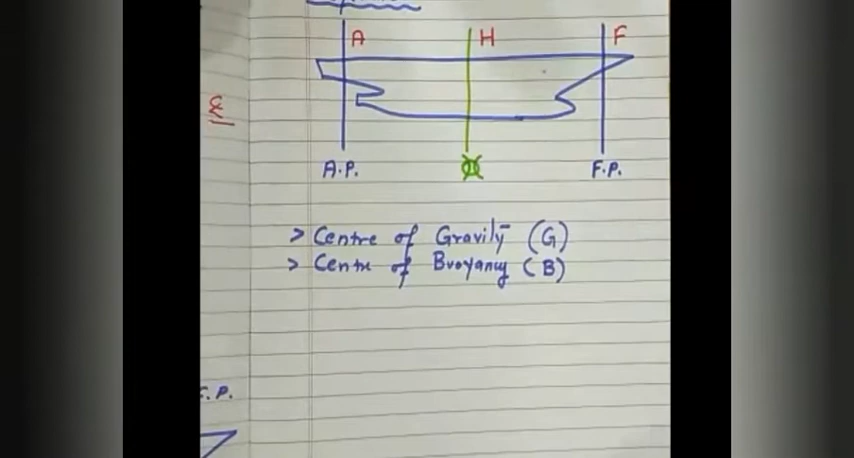 A H F
A.P. F.P.
> Centre of Gravity (G)
> Centre of Buoyancy (B)
F.P.